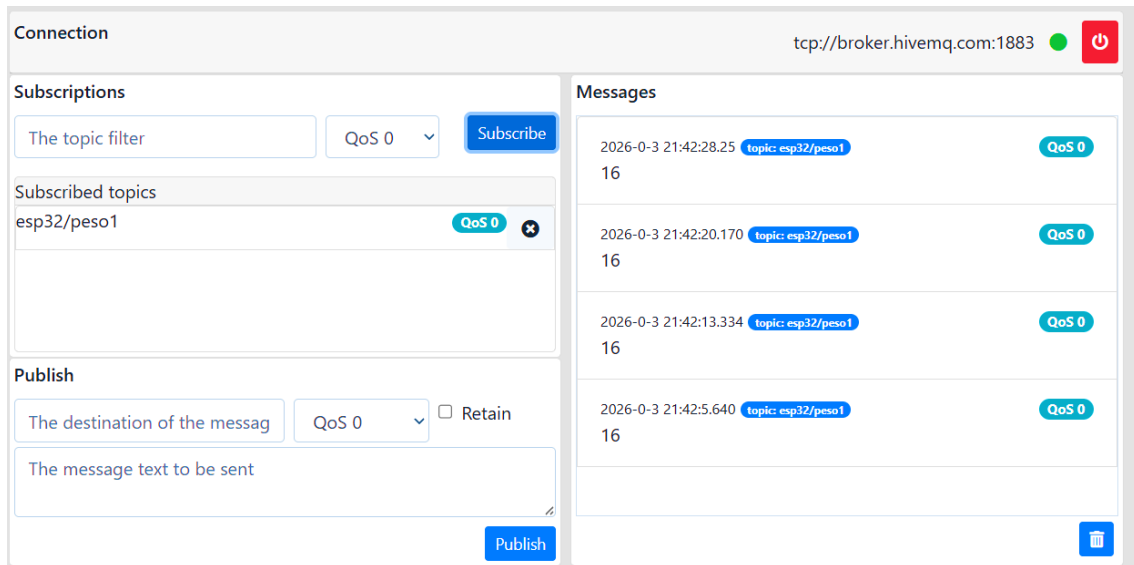 Connection
tcp://broker.hivemq.com:1883
Subscriptions
The topic filter
QoS 0
Subscribe
Subscribed topics
esp32/peso1
QoS 0
Publish
The destination of the messag
QoS 0
Retain
The message text to be sent
Publish
Messages
2026-0-3 21:42:28.25 topic: esp32/peso1 QoS 0
16
2026-0-3 21:42:20.170 topic: esp32/peso1 QoS 0
16
2026-0-3 21:42:13.334 topic: esp32/peso1 QoS 0
16
2026-0-3 21:42:5.640 topic: esp32/peso1 QoS 0
16